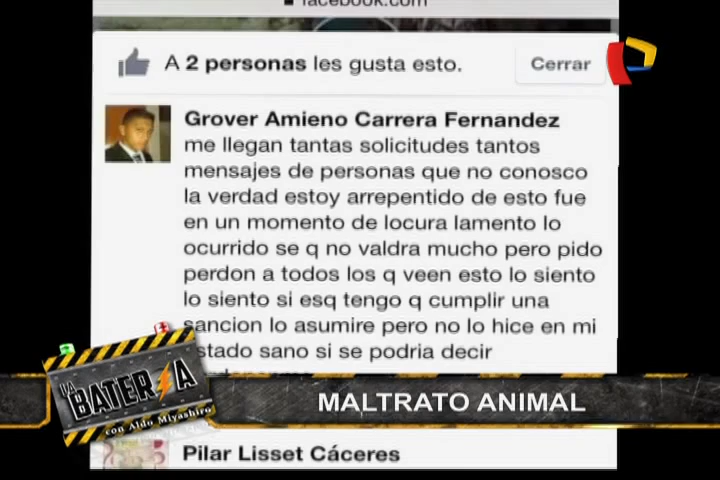 facebook.com
A 2 personas les gusta esto.
Cerrar
Grover Amieno Carrera Fernandez
me llegan tantas solicitudes tantos
mensajes de personas que no conosco
la verdad estoy arrepentido de esto fue
en un momento de locura lamento lo
ocurrido se q no valdra mucho pero pido
perdon a todos los q veen esto lo siento
lo siento si esq tengo q cumplir una
sancion lo asumire pero no lo hice en mi
estado sano si se podria decir
LA
BATERIA
con Aldo Miyashiro
MALTRATO ANIMAL
Pilar Lisset Cáceres